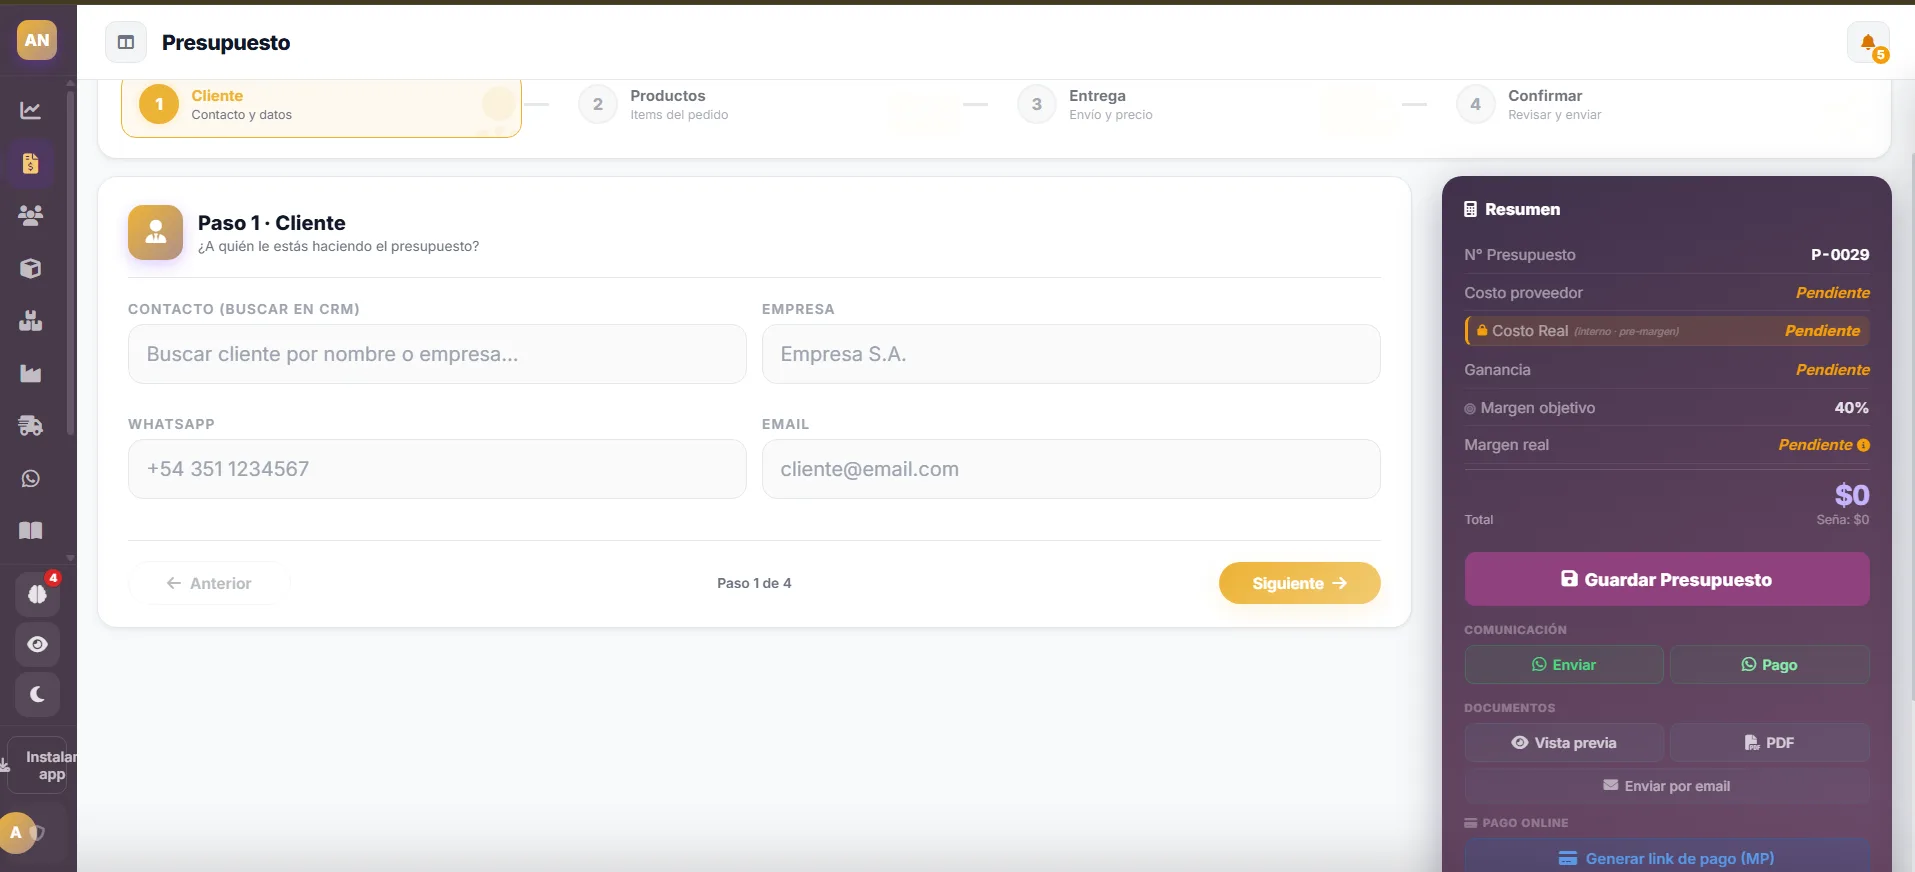 AN
Presupuesto
5
1
Cliente
Contacto y datos
2
Productos
Items del pedido
3
Entrega
Envío y precio
4
Confirmar
Revisar y enviar
Paso 1 · Cliente
¿A quién le estás haciendo el presupuesto?
CONTACTO (BUSCAR EN CRM)
Buscar cliente por nombre o empresa...
EMPRESA
Empresa S.A.
WHATSAPP
+54 351 1234567
EMAIL
cliente@email.com
Anterior
Paso 1 de 4
Siguiente
Resumen
N° Presupuesto P-0029
Costo proveedor Pendiente
Costo Real (interno · pre-margen) Pendiente
Ganancia Pendiente
Margen objetivo 40%
Margen real Pendiente
$0
Total Seña: $0
Guardar Presupuesto
COMUNICACIÓN
Enviar Pago
DOCUMENTOS
Vista previa PDF
Enviar por email
PAGO ONLINE
Generar link de pago (MP)
4
Instalar
app
A